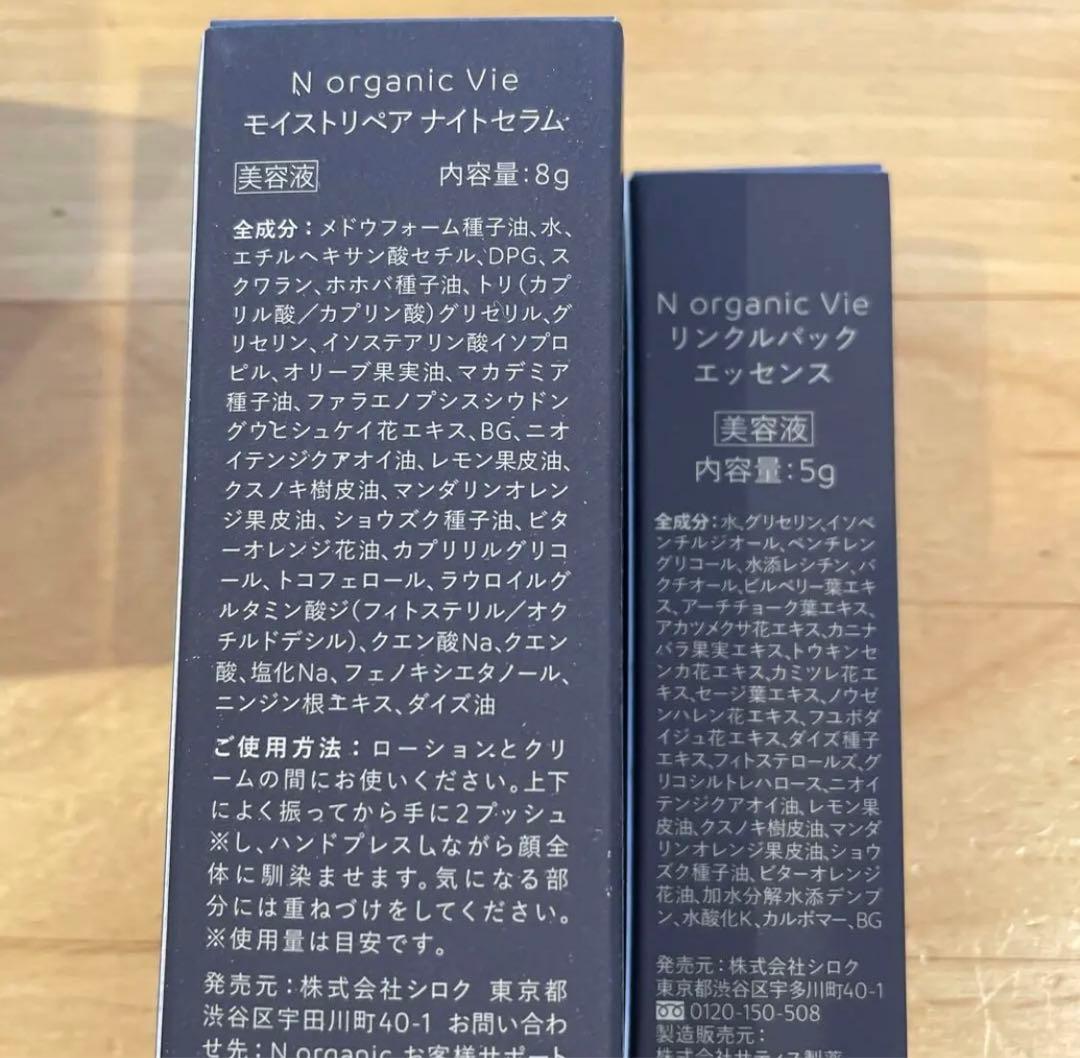 N organic Vie
モイストリペア ナイトセラム
美容液 内容量:8g
全成分:メドウフォーム種子油、水、
エチルヘキサン酸セチル、DPG、ス
クワラン、ホホバ種子油、トリ(カプ
リル酸/カプリン酸)グリセリル、グ
リセリン、イソステアリン酸イソプロ
ピル、オリーブ果実油、マカデミア
種子油、ファラエノプシスシウドン
グウヒシュケイ花エキス、BG、ニオ
イテンジクアオイ油、レモン果皮油、
クスノキ樹皮油、マンダリンオレン
ジ果皮油、ショウズク種子油、ビタ
ーオレンジ花油、カプリリルグリコ
ール、トコフェロール、ラウロイルグ
ルタミン酸ジ(フィトステリル/オク
チルドデシル)、クエン酸Na、クエン
酸、塩化Na、フェノキシエタノール、
ニンジン根エキス、ダイズ油
ご使用方法:ローションとクリ
ームの間にお使いください。上下
によく振ってから手に2プッシュ
※し、ハンドプレスしながら顔全
体に馴染ませます。気になる部
分には重ねづけをしてください。
※使用量は目安です。
発売元:株式会社シロク 東京都
渋谷区宇田川町40-1 お問い合わ
せ先:N organic お客様サポート
N organic Vie
リンクルパック
エッセンス
美容液
内容量:5g
全成分:水、グリセリン、イソペ
ンチルジオール、ペンチレン
グリコール、水添レシチン、バ
クチオール、ビルベリー葉エキ
ス、アーチチョーク葉エキス、
アカツメクサ花エキス、カニナ
バラ果実エキス、トウキンセ
ンカ花エキス、カミツレ花エ
キス、セージ葉エキス、ノウゼ
ンハレン花エキス、フユボダ
イジュ花エキス、ダイズ種子
エキス、フィトステロールズ、グ
リコシルトレハロース、ニオイ
テンジクアオイ油、レモン果
皮油、クスノキ樹皮油、マンダ
リンオレンジ果皮油、ショウ
ズク種子油、ビターオレンジ
花油、加水分解水添デンプ
ン、水酸化K、カルボマー、BG
発売元:株式会社シロク
東京都渋谷区宇多川町40-1
0120-150-508
製造販売元:
株式会社サティス製薬